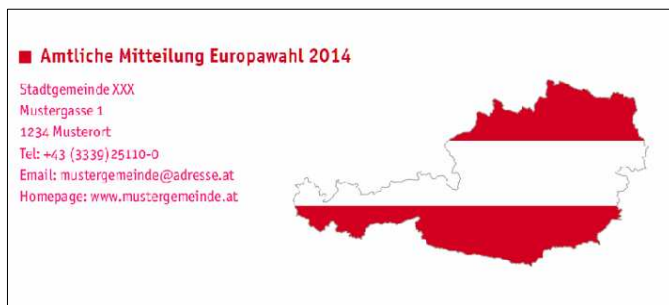 Amtliche Mitteilung Europawahl 2014
Stadtgemeinde XXX
Mustergasse 1
1234 Musterort
Tel: +43 (3339) 25110-0
Email: mustergemeinde@adresse.at
Homepage: www.mustergemeinde.at